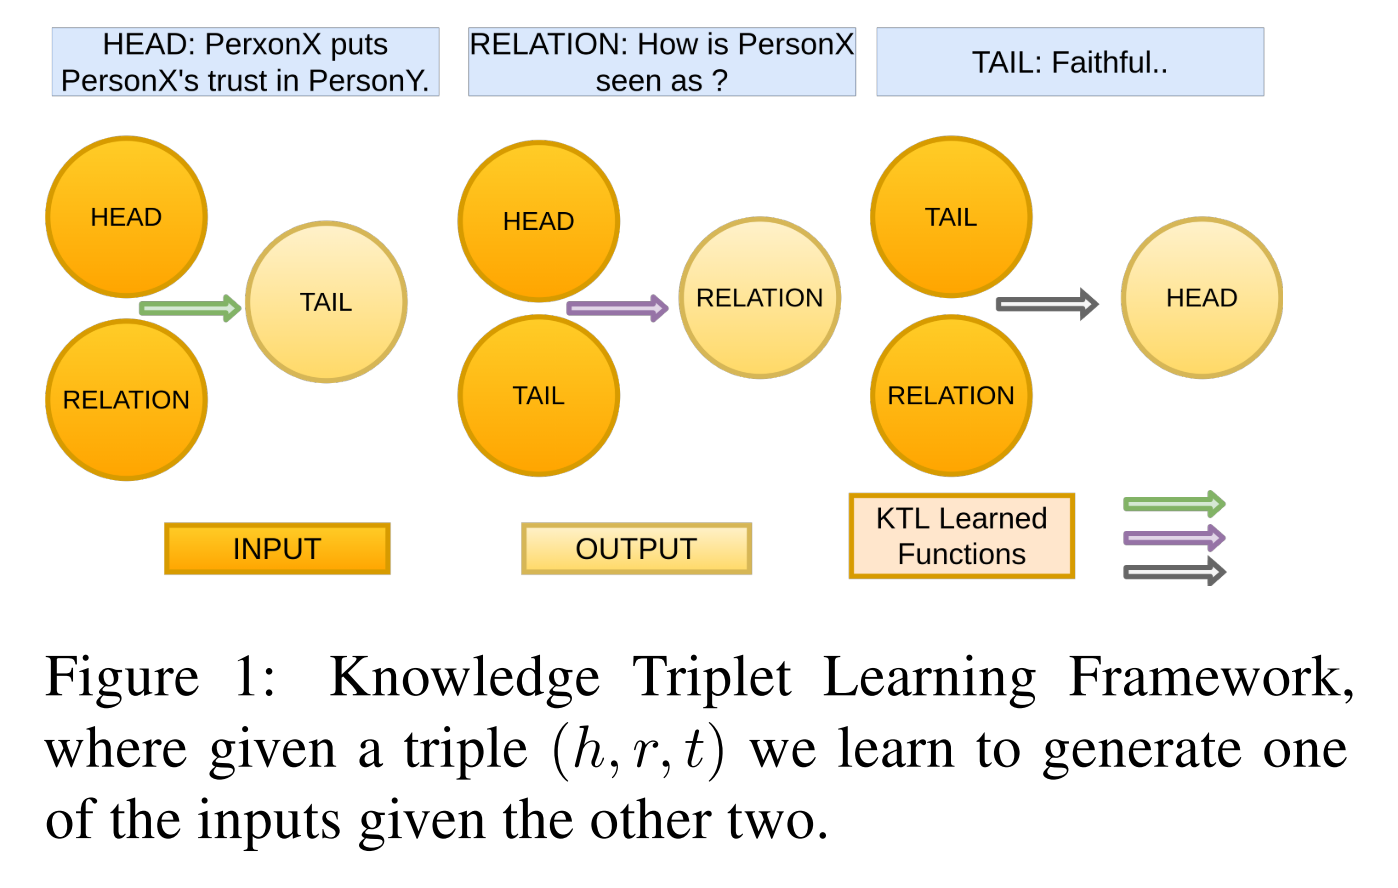 HEAD: PerxonX puts
PersonX's trust in PersonY.
RELATION: How is PersonX
seen as ?
TAIL: Faithful..
HEAD
RELATION
TAIL
HEAD
TAIL
RELATION
TAIL
RELATION
HEAD
INPUT
OUTPUT
KTL Learned
Functions
Figure 1: Knowledge Triplet Learning Framework,
where given a triple (h, r, t) we learn to generate one
of the inputs given the other two.